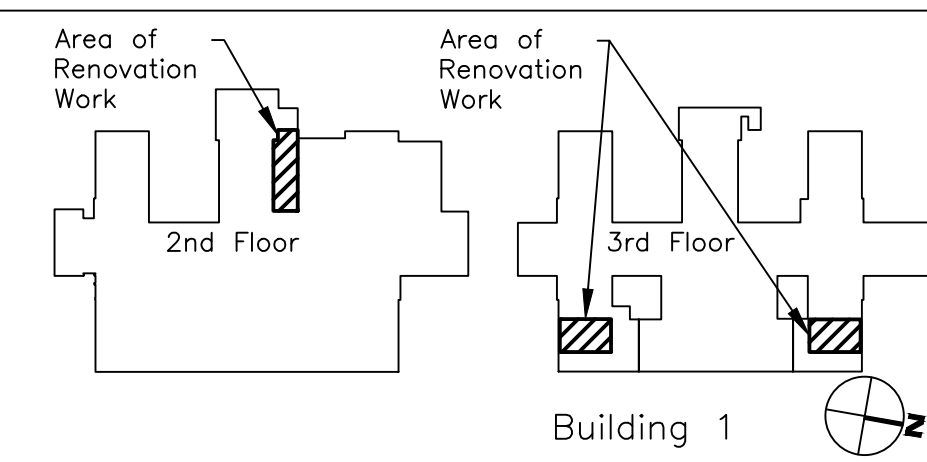 Area of
Renovation
Work
Area of
Renovation
Work
2nd Floor
3rd Floor
Building 1
N